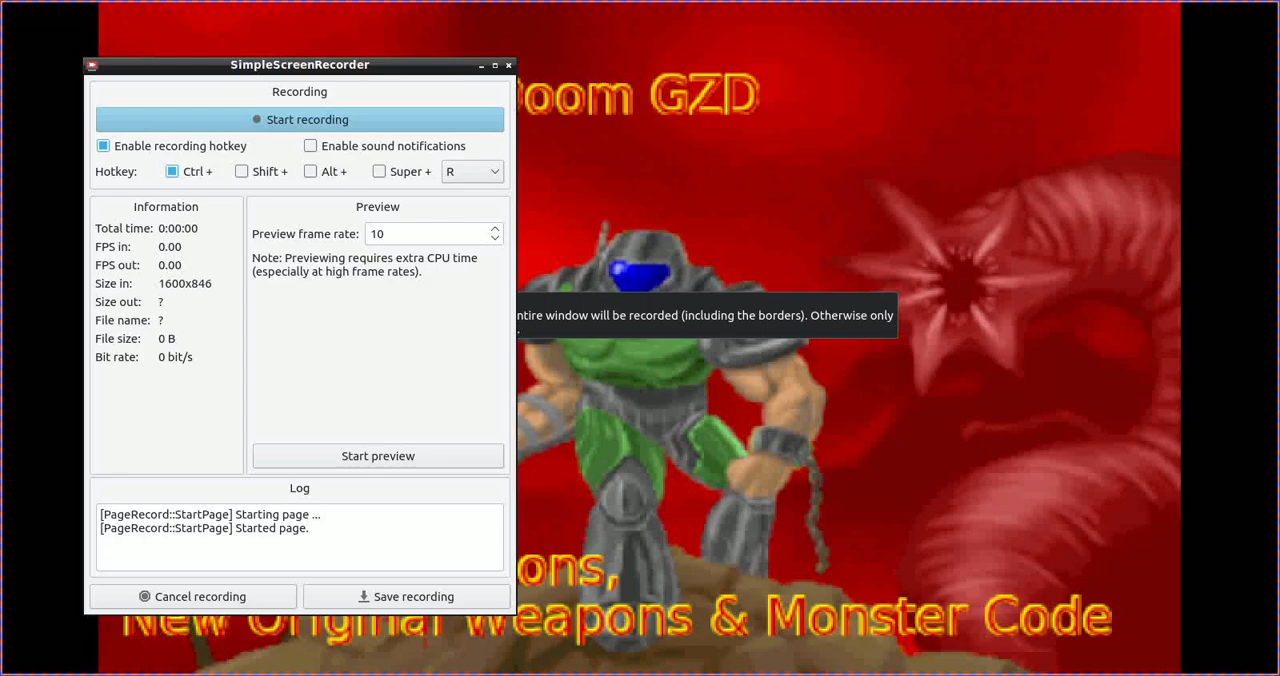 SimpleScreenRecorder
Recording
Start recording
Enable recording hotkey
Enable sound notifications
Hotkey:
Ctrl +
Shift +
Alt +
Super +
R
Information
Total time: 0:00:00
FPS in: 0.00
FPS out: 0.00
Size in: 1600x846
Size out: ?
File name: ?
File size: 0 B
Bit rate: 0 bit/s
Preview
Preview frame rate: 10
Note: Previewing requires extra CPU time
(especially at high frame rates).
Start preview
Log
[PageRecord::StartPage] Starting page ...
[PageRecord::StartPage] Started page.
Cancel recording
Save recording
oom GZD
window will be recorded (including the borders). Otherwise only
ons,
New Original Weapons & Monster Code